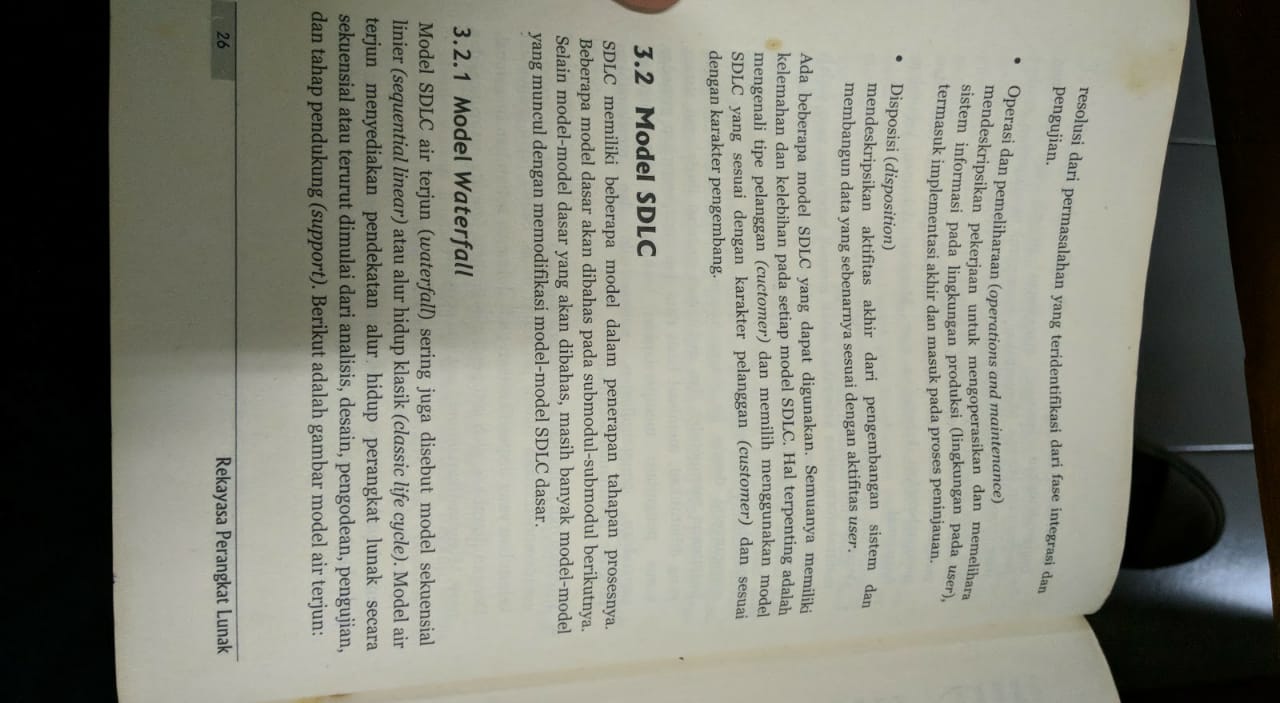 resolusi dari permasalahan yang teridentifikasi dari fase integrasi dan
pengujian.
• Operasi dan pemeliharaan (operations and maintenance)
mendeskripsikan pekerjaan untuk mengoperasikan dan memelihara
sistem informasi pada lingkungan produksi (lingkungan pada user),
termasuk implementasi akhir dan masuk pada proses peninjauan.
• Disposisi (disposition)
mendeskripsikan aktifitas akhir dari pengembangan sistem dan
membangun data yang sebenarnya sesuai dengan aktifitas user.
Ada beberapa model SDLC yang dapat digunakan. Semuanya memiliki
kelemahan dan kelebihan pada setiap model SDLC. Hal terpenting adalah
mengenali tipe pelanggan (cuctomer) dan memilih menggunakan model
SDLC yang sesuai dengan karakter pelanggan (customer) dan sesuai
dengan karakter pengembang.
3.2 Model SDLC
SDLC memiliki beberapa model dalam penerapan tahapan prosesnya.
Beberapa model dasar akan dibahas pada submodul-submodul berikutnya.
Selain model-model dasar yang akan dibahas, masih banyak model-model
yang muncul dengan memodifikasi model-model SDLC dasar.
3.2.1 Model Waterfall
Model SDLC air terjun (waterfall) sering juga disebut model sekuensial
linier (sequential linear) atau alur hidup klasik (classic life cycle). Model air
terjun menyediakan pendekatan alur hidup perangkat lunak secara
sekuensial atau terurut dimulai dari analisis, desain, pengodean, pengujian,
dan tahap pendukung (support). Berikut adalah gambar model air terjun:
26 Rekayasa Perangkat Lunak